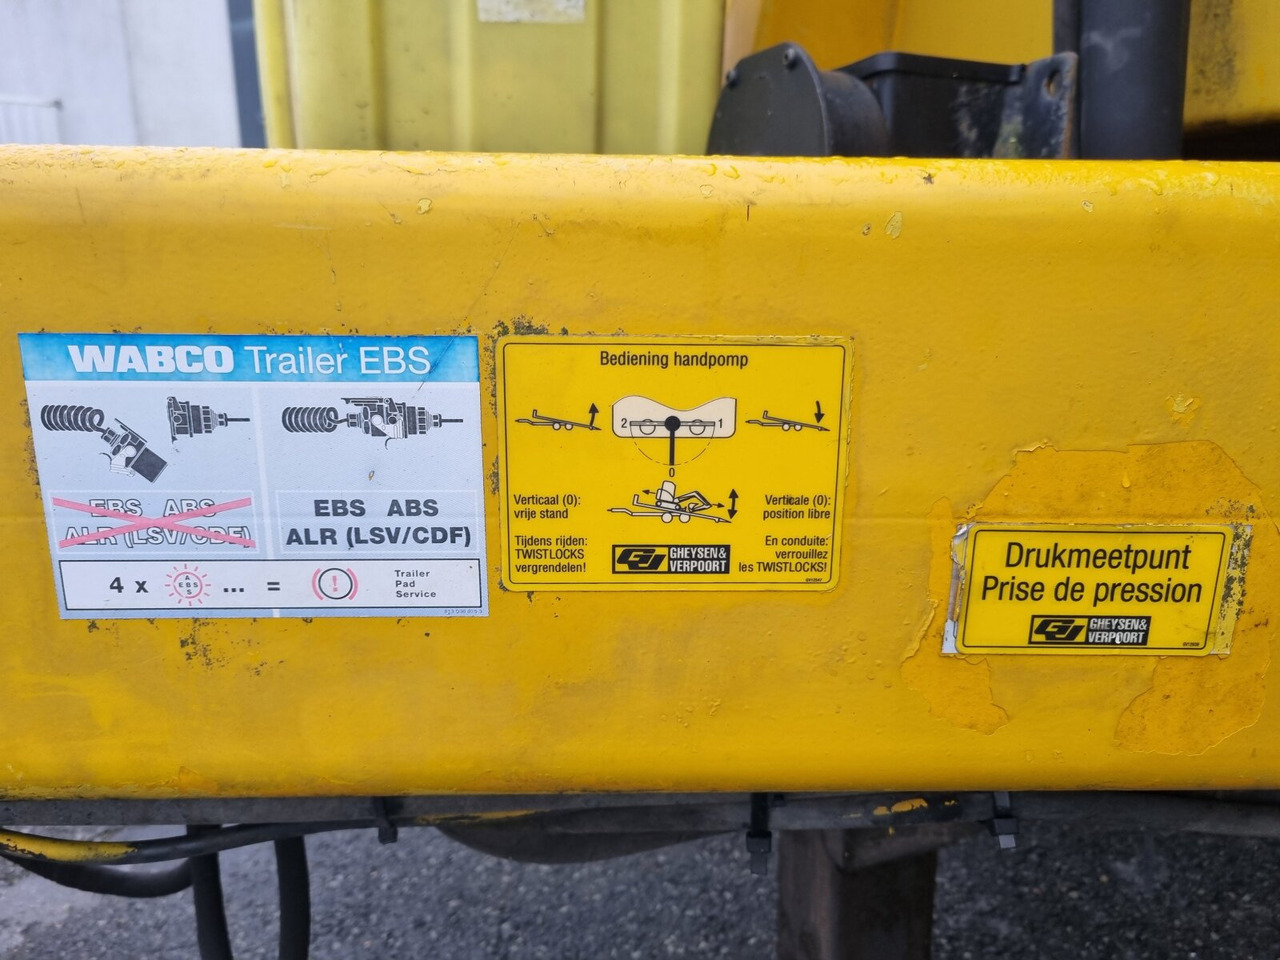 WABCO Trailer EBS
EBS ABS
ALR (LSV/CDF)
EBS ABS
ALR (LSV/CDF)
4 x A EBS S ... = (!) Trailer
Pad
Service
Bediening handpomp
2 1
0
Verticaal (0):
vrije stand
Verticale (0):
position libre
Tijdens rijden:
TWISTLOCKS
vergrendelen!
GHEYSEN &
VERPOORT
En conduite:
verrouillez
les TWISTLOCKS!
Drukmeetpunt
Prise de pression
GHEYSEN &
VERPOORT